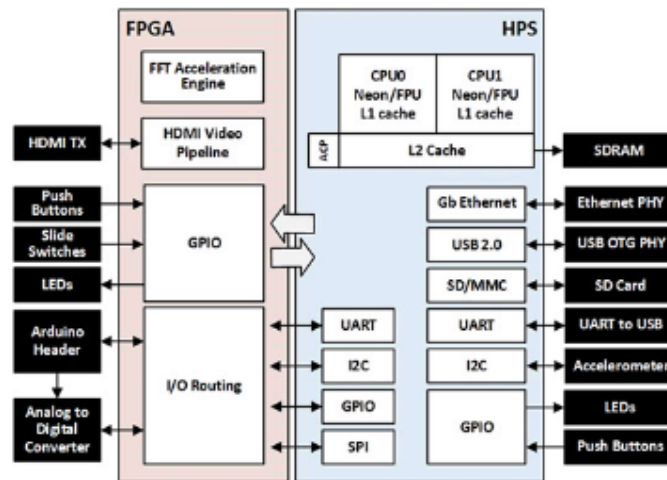 FPGA
HPS
FFT Acceleration
Engine
CPU0
Neon/FPU
L1 cache
CPU1
Neon/FPU
L1 cache
HDMI TX
HDMI Video
Pipeline
ACP
L2 Cache
SDRAM
Push
Buttons
Slide
Switches
LEDs
GPIO
Gb Ethernet
Ethernet PHY
USB 2.0
USB OTG PHY
SD/MMC
SD Card
Arduino
Header
Analog to
Digital
Converter
I/O Routing
UART
I2C
GPIO
SPI
UART
UART to USB
I2C
Accelerometer
GPIO
LEDs
Push Buttons